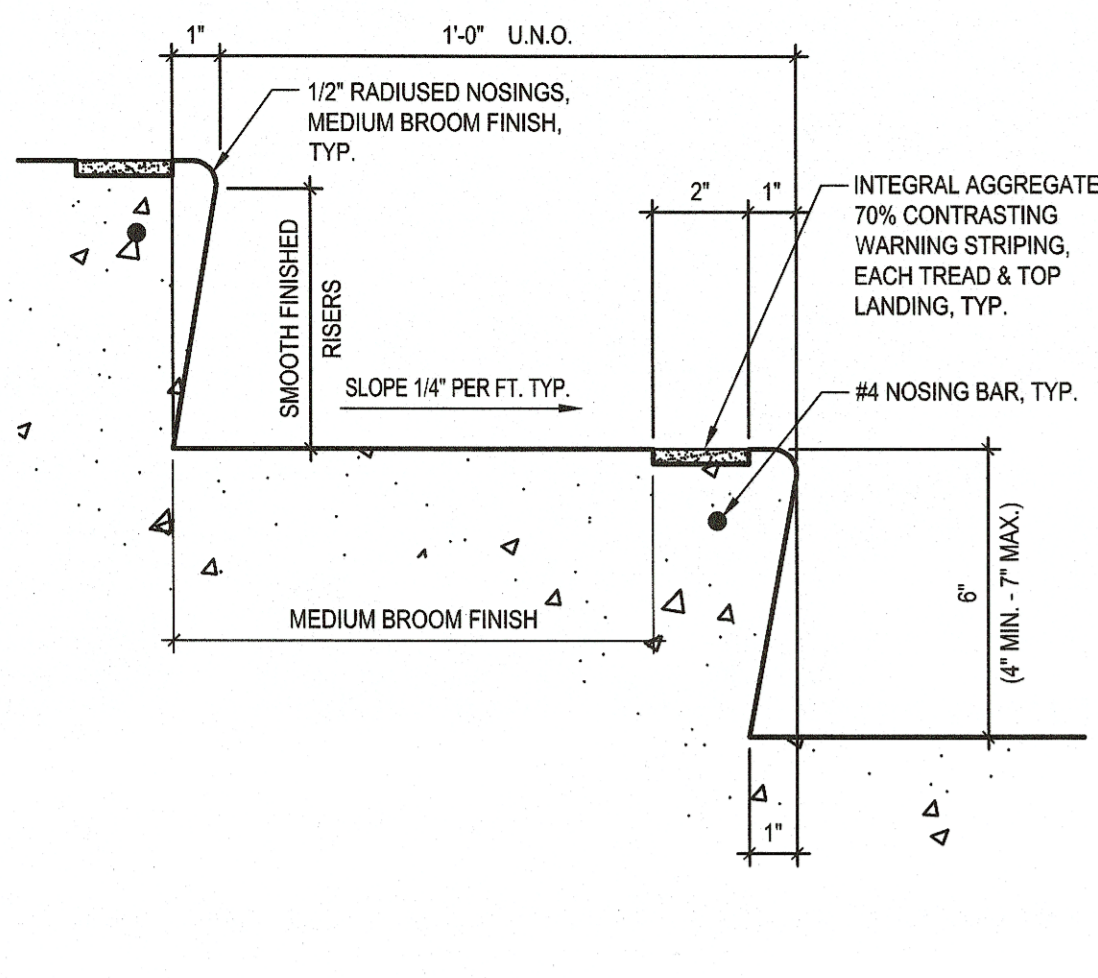 1"
1'-0" U.N.O.
1/2" RADIUSED NOSINGS,
MEDIUM BROOM FINISH,
TYP.
2"
1"
INTEGRAL AGGREGATE
70% CONTRASTING
WARNING STRIPING,
EACH TREAD & TOP
LANDING, TYP.
SMOOTH FINISHED
RISERS
SLOPE 1/4" PER FT. TYP.
#4 NOSING BAR, TYP.
MEDIUM BROOM FINISH
6"
(4" MIN. - 7" MAX.)
1"